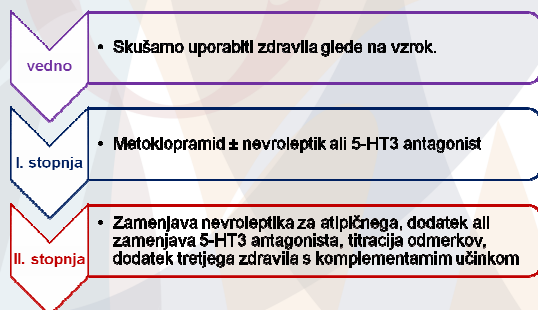 vedno
• Skušamo uporabiti zdravila glede na vzrok.
I. stopnja
• Metoklopramid ± nevroleptik ali 5-HT3 antagonist
II. stopnja
• Zamenjava nevroleptika za atipičnega, dodatek ali
zamenjava 5-HT3 antagonista, titracija odmerkov,
dodatek tretjega zdravila s komplementarnim učinkom